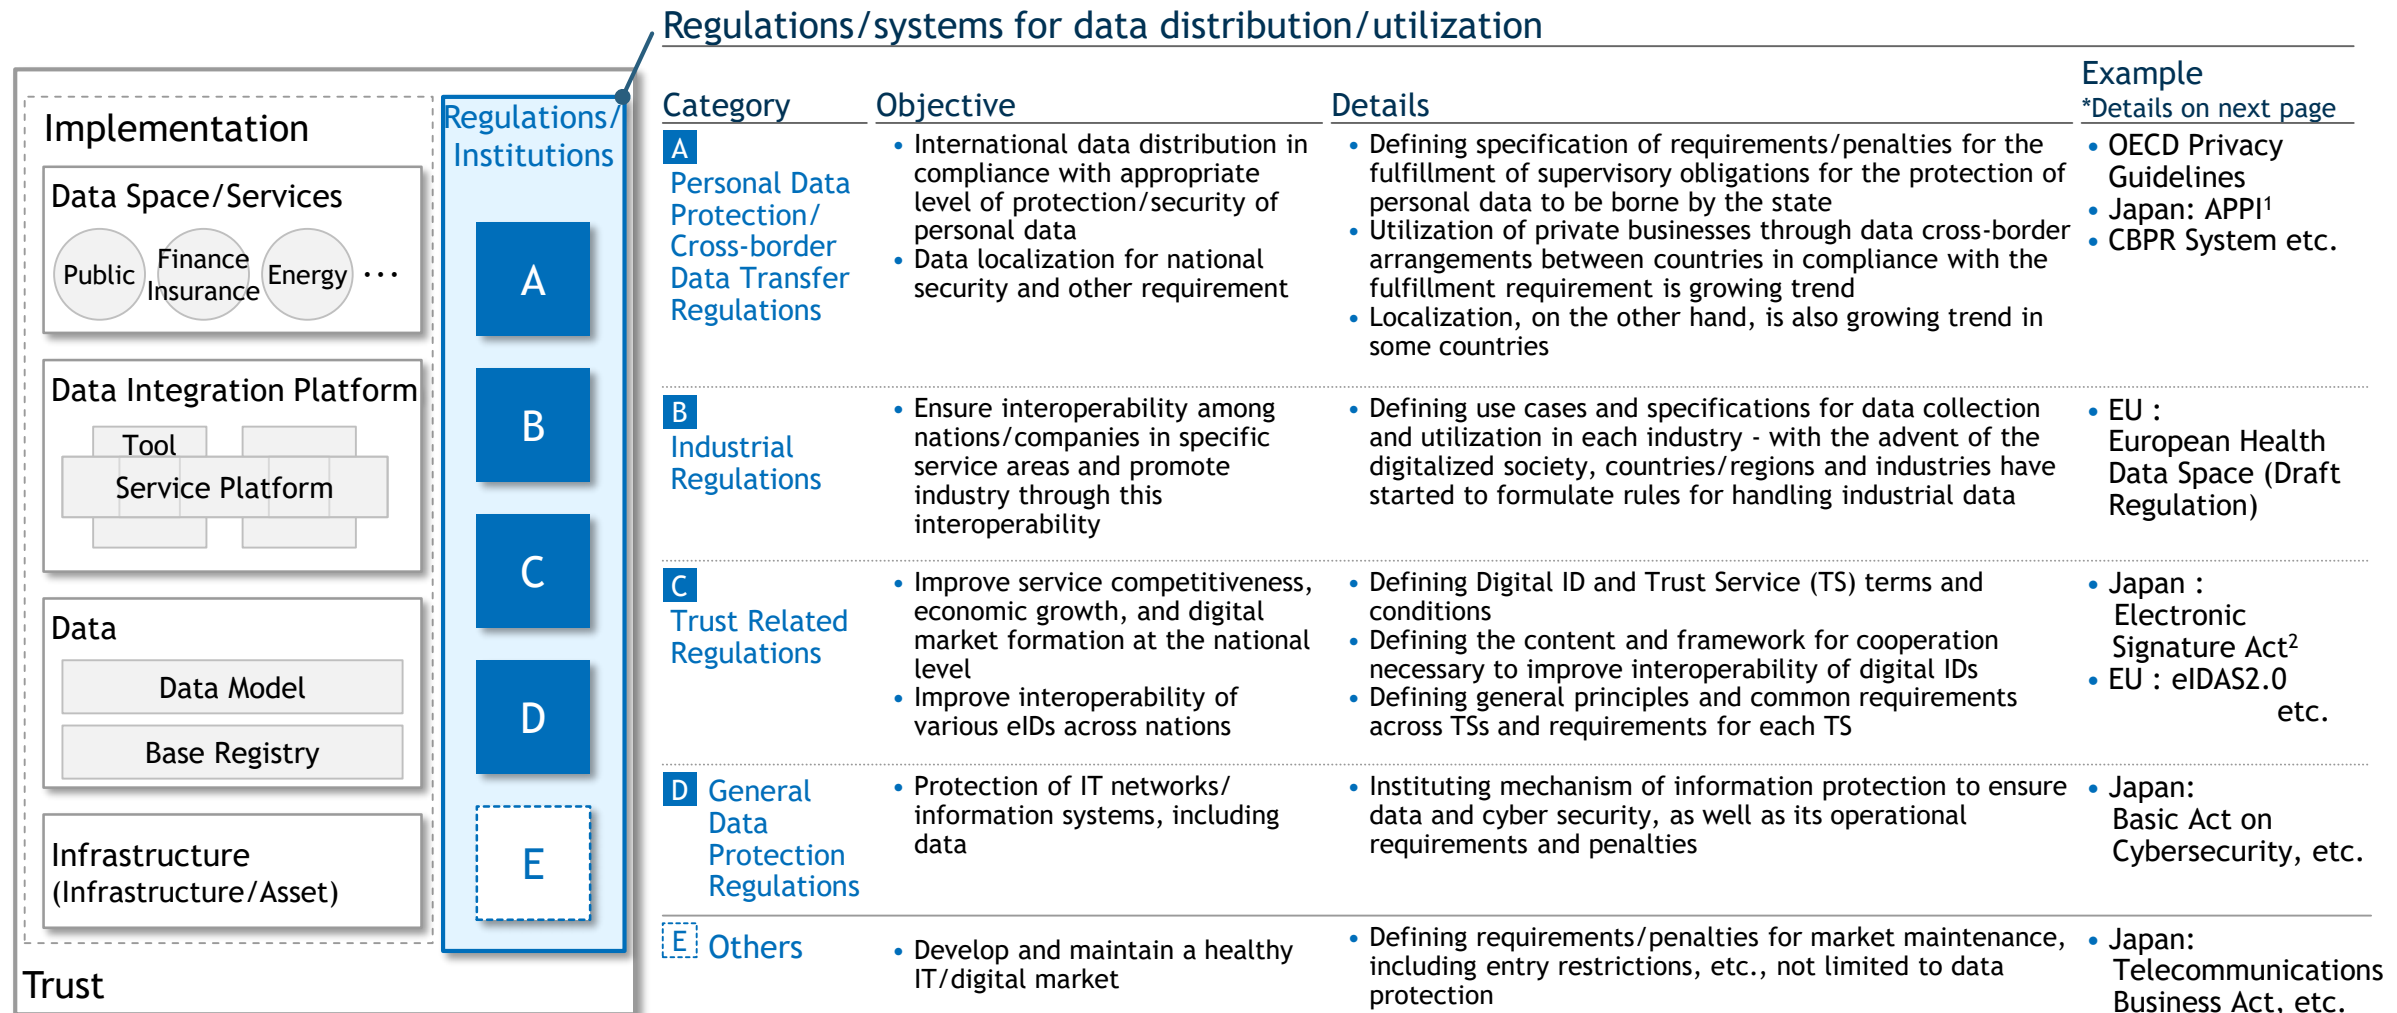 Regulations/systems for data distribution/utilization
Implementation
Data Space/Services
Public
Finance
Insurance
Energy
...
Data Integration Platform
Tool
Service Platform
Data
Data Model
Base Registry
Infrastructure
(Infrastructure/Asset)
Trust
Regulations/
Institutions
A
B
C
D
E
Category
Objective
Details
Example
*Details on next page
A
Personal Data
Protection/
Cross-border
Data Transfer
Regulations
• International data distribution in
compliance with appropriate
level of protection/security of
personal data
• Data localization for national
security and other requirement
• Defining specification of requirements/penalties for the
fulfillment of supervisory obligations for the protection of
personal data to be borne by the state
• Utilization of private businesses through data cross-border
arrangements between countries in compliance with the
fulfillment requirement is growing trend
• Localization, on the other hand, is also growing trend in
some countries
• OECD Privacy
Guidelines
• Japan: APPI¹
• CBPR System etc.
B
Industrial
Regulations
• Ensure interoperability among
nations/companies in specific
service areas and promote
industry through this
interoperability
• Defining use cases and specifications for data collection
and utilization in each industry - with the advent of the
digitalized society, countries/regions and industries have
started to formulate rules for handling industrial data
• EU :
European Health
Data Space (Draft
Regulation)
C
Trust Related
Regulations
• Improve service competitiveness,
economic growth, and digital
market formation at the national
level
• Improve interoperability of
various eIDs across nations
• Defining Digital ID and Trust Service (TS) terms and
conditions
• Defining the content and framework for cooperation
necessary to improve interoperability of digital IDs
• Defining general principles and common requirements
across TSs and requirements for each TS
• Japan :
Electronic
Signature Act²
• EU : eIDAS2.0
etc.
D General
Data
Protection
Regulations
• Protection of IT networks/
information systems, including
data
• Instituting mechanism of information protection to ensure
data and cyber security, as well as its operational
requirements and penalties
• Japan:
Basic Act on
Cybersecurity, etc.
E Others
• Develop and maintain a healthy
IT/digital market
• Defining requirements/penalties for market maintenance,
including entry restrictions, etc., not limited to data
protection
• Japan:
Telecommunications
Business Act, etc.